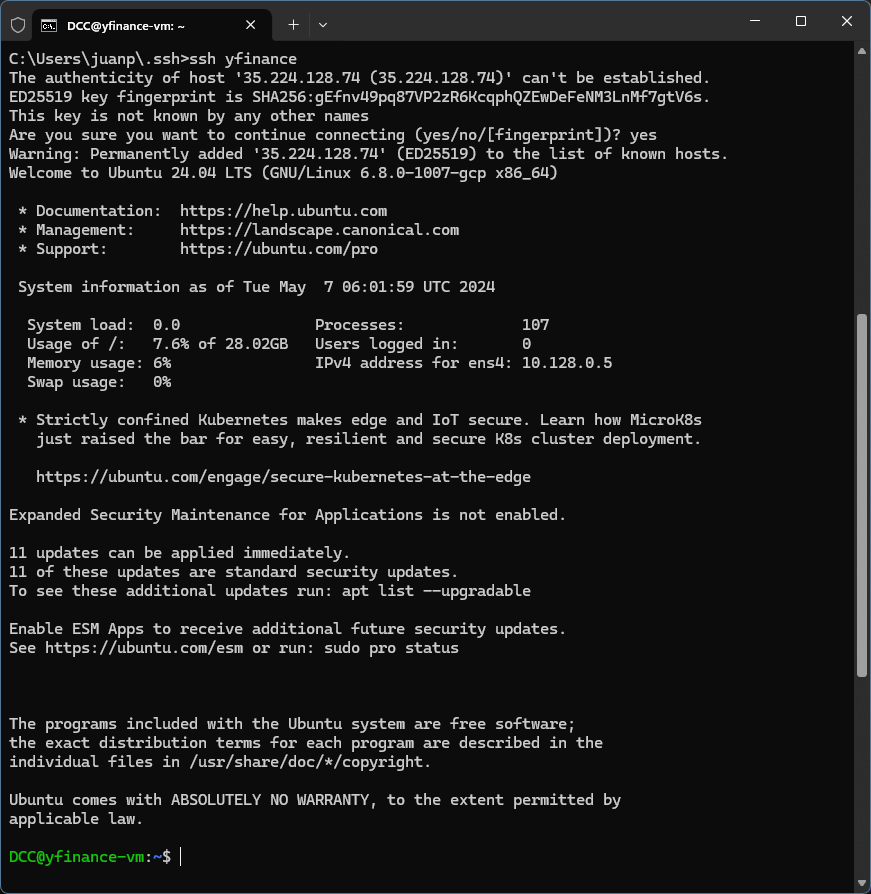 DCC@yfinance-vm: ~
C:\Users\juanp\.ssh>ssh yfinance
The authenticity of host '35.224.128.74 (35.224.128.74)' can't be established.
ED25519 key fingerprint is SHA256:gEfnv49pq87VP2zR6KcqphQZEwDeFeNM3LnMf7gtV6s.
This key is not known by any other names
Are you sure you want to continue connecting (yes/no/[fingerprint])? yes
Warning: Permanently added '35.224.128.74' (ED25519) to the list of known hosts.
Welcome to Ubuntu 24.04 LTS (GNU/Linux 6.8.0-1007-gcp x86_64)
* Documentation:  https://help.ubuntu.com
* Management:     https://landscape.canonical.com
* Support:        https://ubuntu.com/pro
System information as of Tue May  7 06:01:59 UTC 2024
System load:  0.0               Processes:             107
Usage of /:   7.6% of 28.02GB   Users logged in:       0
Memory usage: 6%                IPv4 address for ens4: 10.128.0.5
Swap usage:   0%
* Strictly confined Kubernetes makes edge and IoT secure. Learn how MicroK8s
just raised the bar for easy, resilient and secure K8s cluster deployment.
https://ubuntu.com/engage/secure-kubernetes-at-the-edge
Expanded Security Maintenance for Applications is not enabled.
11 updates can be applied immediately.
11 of these updates are standard security updates.
To see these additional updates run: apt list --upgradable
Enable ESM Apps to receive additional future security updates.
See https://ubuntu.com/esm or run: sudo pro status
The programs included with the Ubuntu system are free software;
the exact distribution terms for each program are described in the
individual files in /usr/share/doc/*/copyright.
Ubuntu comes with ABSOLUTELY NO WARRANTY, to the extent permitted by
applicable law.
DCC@yfinance-vm:~$